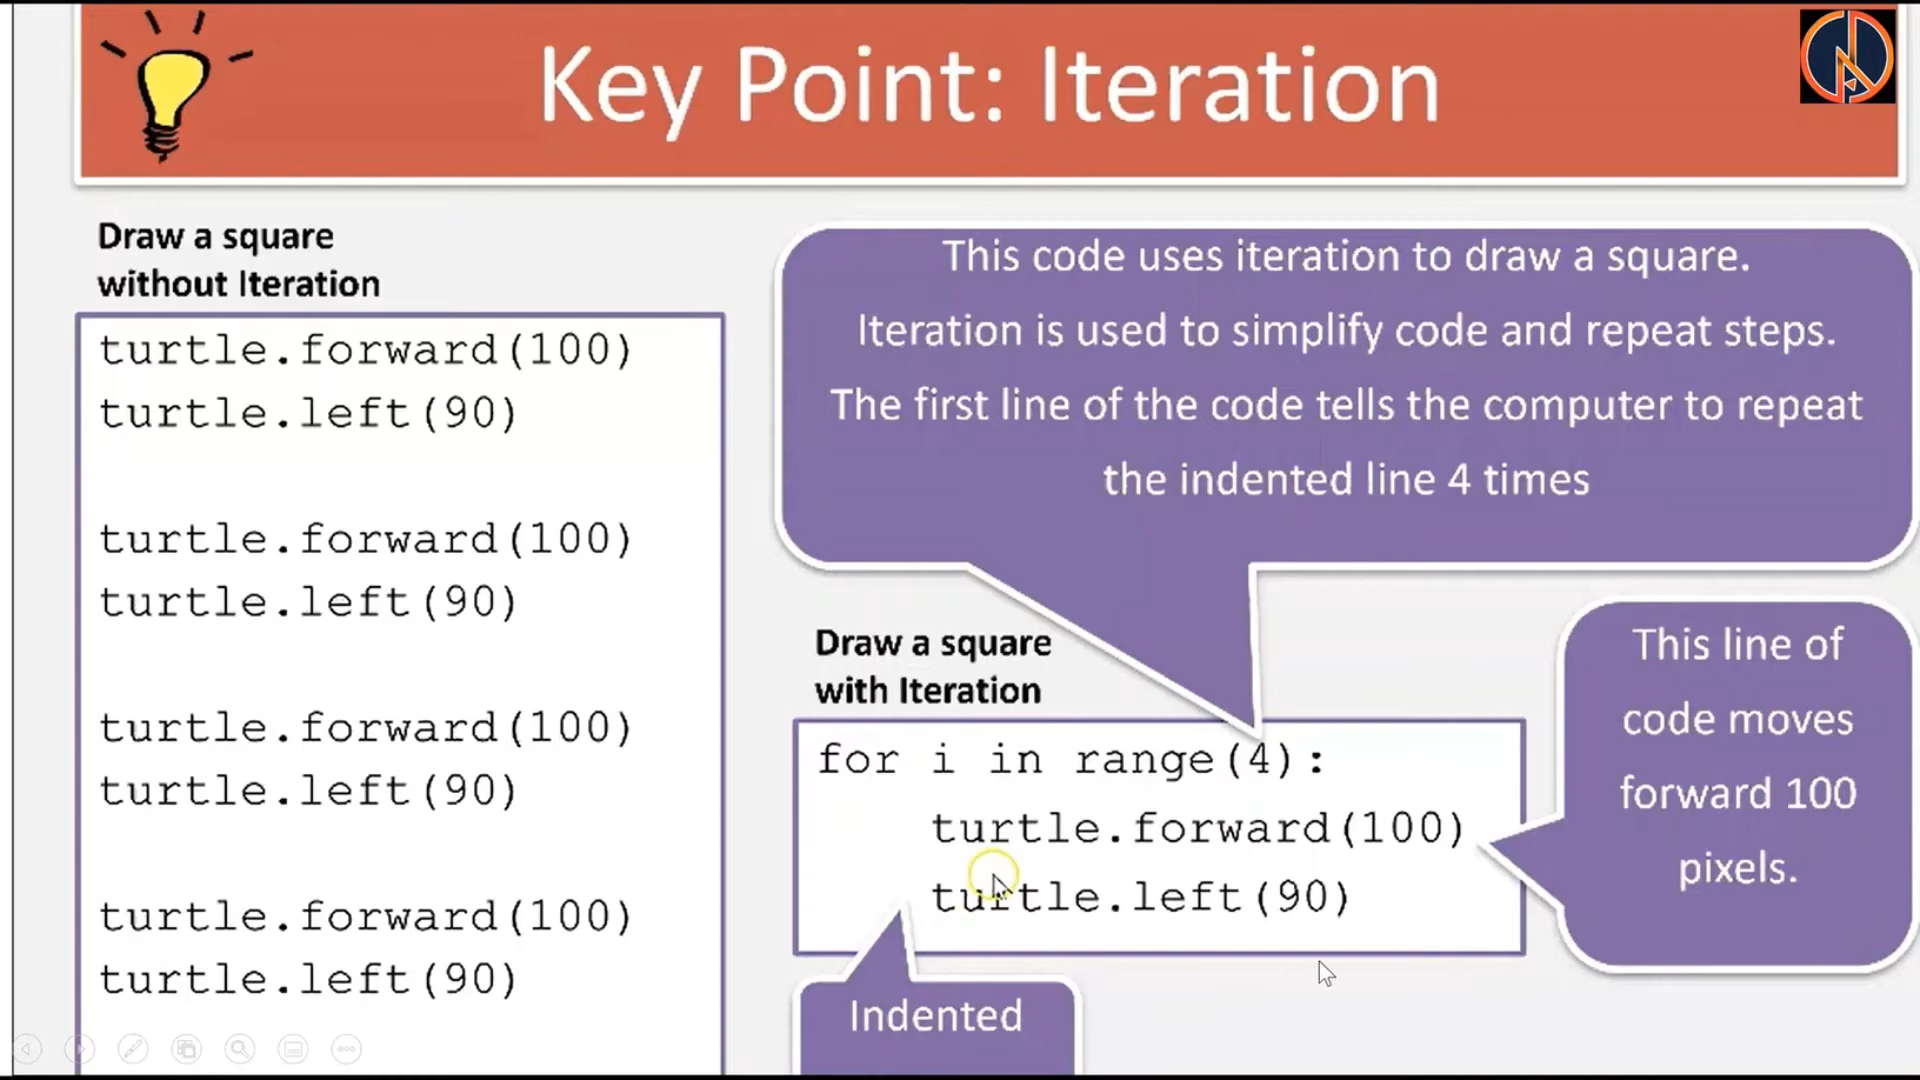 Key Point: Iteration
Draw a square
without Iteration
turtle.forward(100)
turtle.left(90)
turtle.forward(100)
turtle.left(90)
turtle.forward(100)
turtle.left(90)
turtle.forward(100)
turtle.left(90)
This code uses iteration to draw a square.
Iteration is used to simplify code and repeat steps.
The first line of the code tells the computer to repeat
the indented line 4 times
Draw a square
with Iteration
for i in range(4):
    turtle.forward(100)
    turtle.left(90)
This line of
code moves
forward 100
pixels.
Indented